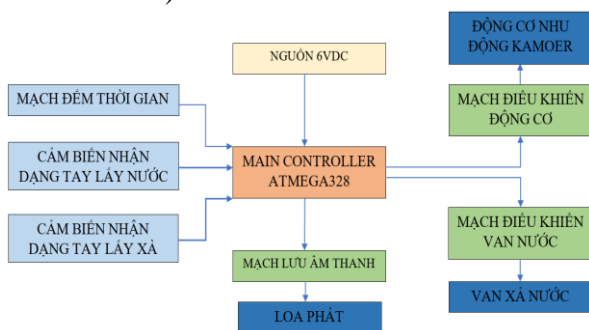 )
NGUỒN 6VDC
ĐỘNG CƠ NHU
ĐỘNG KAMOER
MẠCH ĐẾM THỜI GIAN
MẠCH ĐIỀU KHIỂN
ĐỘNG CƠ
CẢM BIẾN NHẬN
DẠNG TAY LẤY NƯỚC
MAIN CONTROLLER
ATMEGA328
CẢM BIẾN NHẬN
DẠNG TAY LẤY XÀ
MẠCH ĐIỀU KHIỂN
VAN NƯỚC
MẠCH LƯU ÂM THANH
VAN XẢ NƯỚC
LOA PHÁT